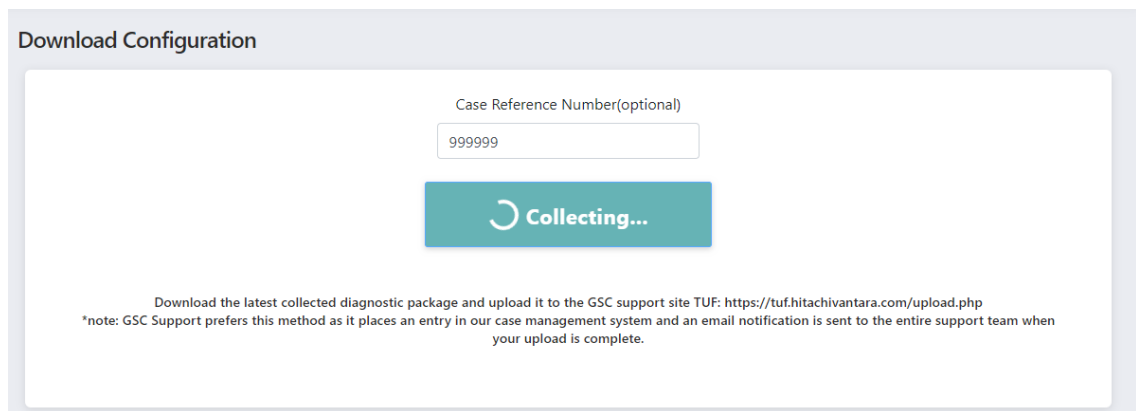 Download Configuration
Case Reference Number(optional)
999999
Collecting...
Download the latest collected diagnostic package and upload it to the GSC support site TUF: https://tuf.hitachivantara.com/upload.php
*note: GSC Support prefers this method as it places an entry in our case management system and an email notification is sent to the entire support team when
your upload is complete.